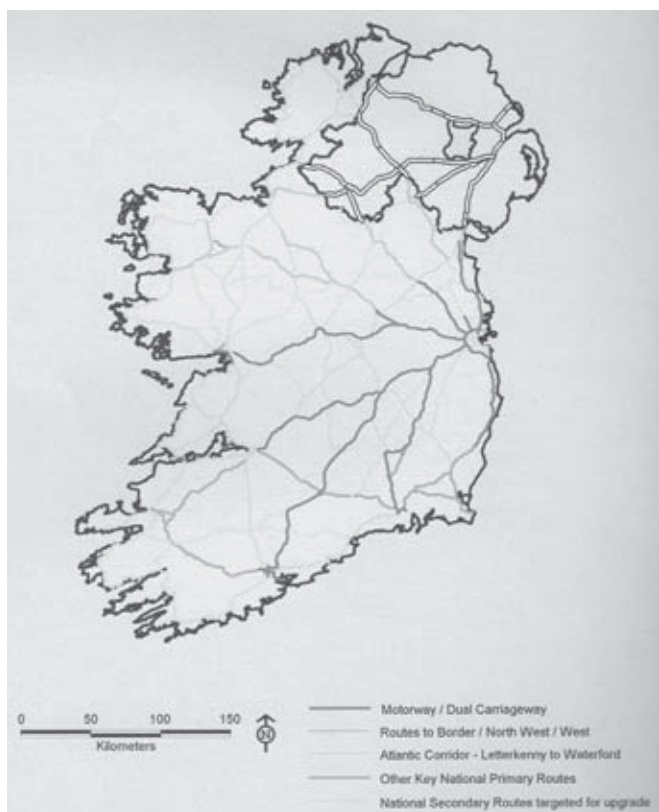 0 50 100 150
Kilometers
N
Motorway / Dual Carriageway
Routes to Border / North West / West
Atlantic Corridor - Letterkenny to Waterford
Other Key National Primary Routes
National Secondary Routes targeted for upgrade